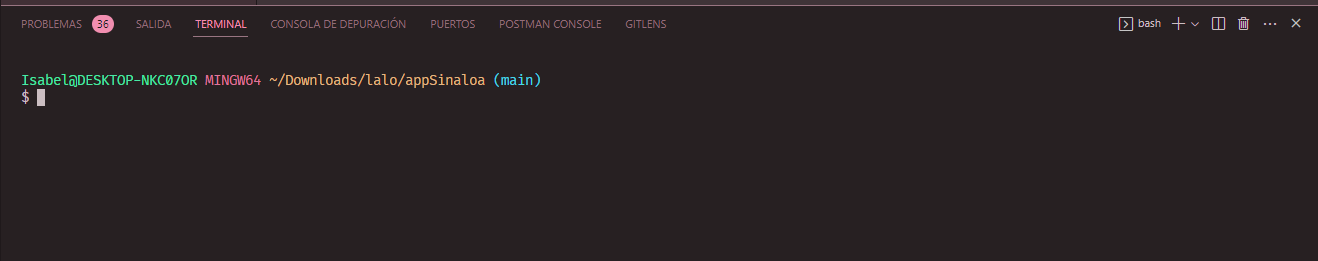 PROBLEMAS 36 SALIDA TERMINAL CONSOLA DE DEPURACIÓN PUERTOS POSTMAN CONSOLE GITLENS bash
Isabel@DESKTOP-NKC07OR MINGW64 ~/Downloads/lalo/appSinaloa (main)
$